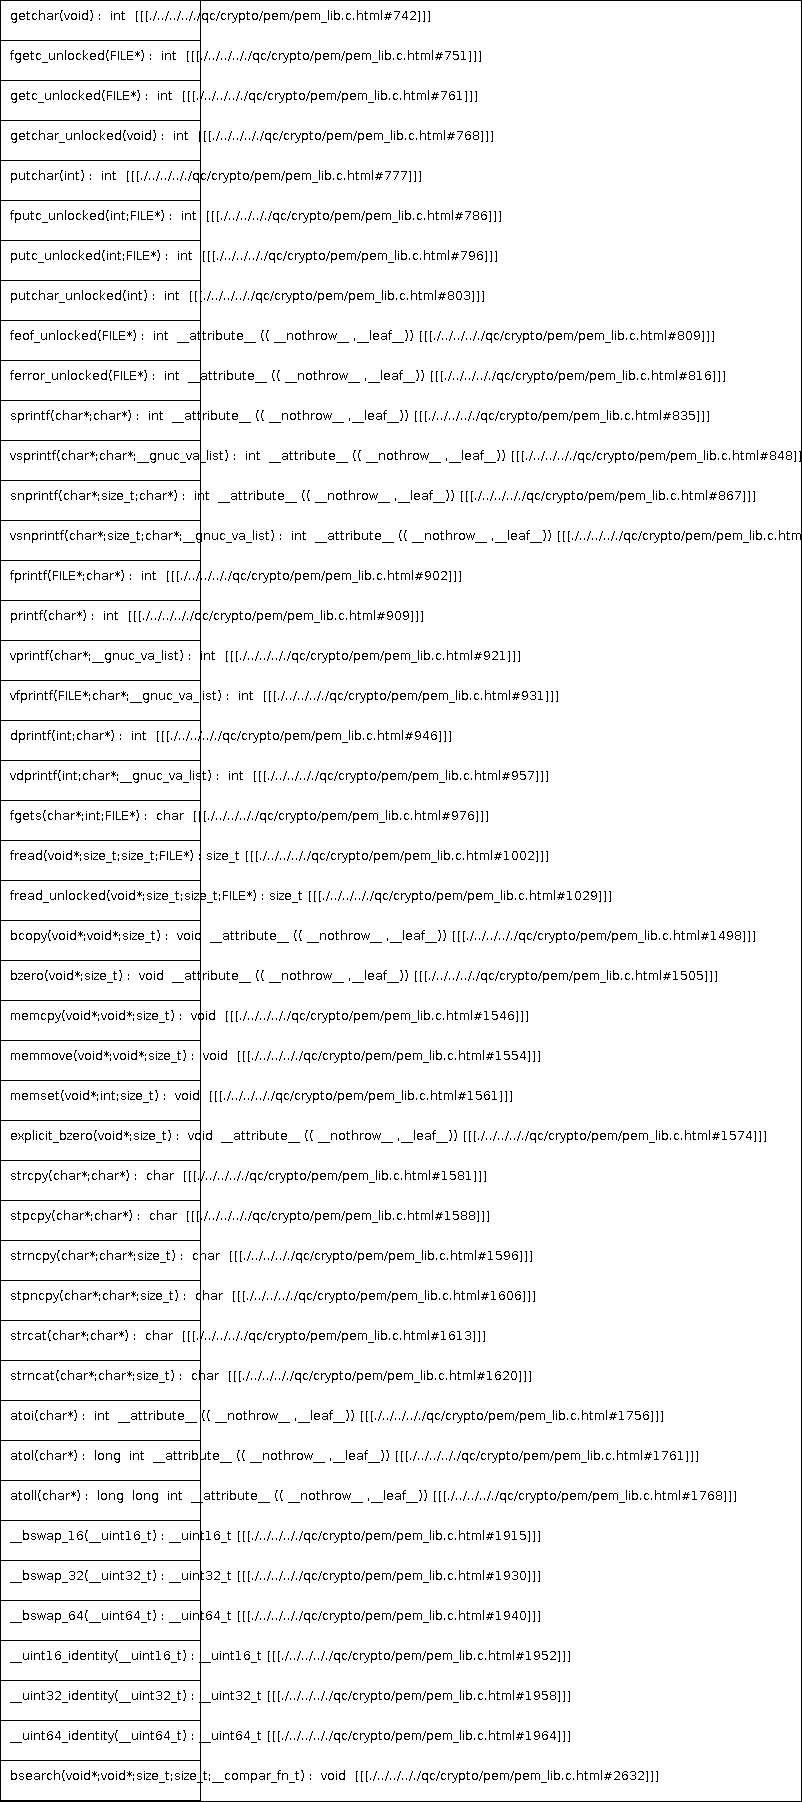 getchar(void) :  int  [[[./../../../../qc/crypto/pem/pem_lib.c.html#742]]]
fgetc_unlocked(FILE*) :  int  [[[./../../../../qc/crypto/pem/pem_lib.c.html#751]]]
getc_unlocked(FILE*) :  int  [[[./../../../../qc/crypto/pem/pem_lib.c.html#761]]]
getchar_unlocked(void) :  int  [[[./../../../../qc/crypto/pem/pem_lib.c.html#768]]]
putchar(int) :  int  [[[./../../../../qc/crypto/pem/pem_lib.c.html#777]]]
fputc_unlocked(int;FILE*) :  int  [[[./../../../../qc/crypto/pem/pem_lib.c.html#786]]]
putc_unlocked(int;FILE*) :  int  [[[./../../../../qc/crypto/pem/pem_lib.c.html#796]]]
putchar_unlocked(int) :  int  [[[./../../../../qc/crypto/pem/pem_lib.c.html#803]]]
feof_unlocked(FILE*) :  int  __attribute__ (( __nothrow__ ,__leaf__)) [[[./../../../../qc/crypto/pem/pem_lib.c.html#809]]]
ferror_unlocked(FILE*) :  int  __attribute__ (( __nothrow__ ,__leaf__)) [[[./../../../../qc/crypto/pem/pem_lib.c.html#816]]]
sprintf(char*;char*) :  int  __attribute__ (( __nothrow__ ,__leaf__)) [[[./../../../../qc/crypto/pem/pem_lib.c.html#835]]]
vsprintf(char*;char*;__gnuc_va_list) :  int  __attribute__ (( __nothrow__ ,__leaf__)) [[[./../../../../qc/crypto/pem/pem_lib.c.html#848]]
snprintf(char*;size_t;char*) :  int  __attribute__ (( __nothrow__ ,__leaf__)) [[[./../../../../qc/crypto/pem/pem_lib.c.html#867]]]
vsnprintf(char*;size_t;char*;__gnuc_va_list) :  int  __attribute__ (( __nothrow__ ,__leaf__)) [[[./../../../../qc/crypto/pem/pem_lib.c.htm
fprintf(FILE*;char*) :  int  [[[./../../../../qc/crypto/pem/pem_lib.c.html#902]]]
printf(char*) :  int  [[[./../../../../qc/crypto/pem/pem_lib.c.html#909]]]
vprintf(char*;__gnuc_va_list) :  int  [[[./../../../../qc/crypto/pem/pem_lib.c.html#921]]]
vfprintf(FILE*;char*;__gnuc_va_list) :  int  [[[./../../../../qc/crypto/pem/pem_lib.c.html#931]]]
dprintf(int;char*) :  int  [[[./../../../../qc/crypto/pem/pem_lib.c.html#946]]]
vdprintf(int;char*;__gnuc_va_list) :  int  [[[./../../../../qc/crypto/pem/pem_lib.c.html#957]]]
fgets(char*;int;FILE*) :  char  [[[./../../../../qc/crypto/pem/pem_lib.c.html#976]]]
fread(void*;size_t;size_t;FILE*) : size_t [[[./../../../../qc/crypto/pem/pem_lib.c.html#1002]]]
fread_unlocked(void*;size_t;size_t;FILE*) : size_t [[[./../../../../qc/crypto/pem/pem_lib.c.html#1029]]]
bcopy(void*;void*;size_t) :  void  __attribute__ (( __nothrow__ ,__leaf__)) [[[./../../../../qc/crypto/pem/pem_lib.c.html#1498]]]
bzero(void*;size_t) :  void  __attribute__ (( __nothrow__ ,__leaf__)) [[[./../../../../qc/crypto/pem/pem_lib.c.html#1505]]]
memcpy(void*;void*;size_t) :  void  [[[./../../../../qc/crypto/pem/pem_lib.c.html#1546]]]
memmove(void*;void*;size_t) :  void  [[[./../../../../qc/crypto/pem/pem_lib.c.html#1554]]]
memset(void*;int;size_t) :  void  [[[./../../../../qc/crypto/pem/pem_lib.c.html#1561]]]
explicit_bzero(void*;size_t) :  void  __attribute__ (( __nothrow__ ,__leaf__)) [[[./../../../../qc/crypto/pem/pem_lib.c.html#1574]]]
strcpy(char*;char*) :  char  [[[./../../../../qc/crypto/pem/pem_lib.c.html#1581]]]
stpcpy(char*;char*) :  char  [[[./../../../../qc/crypto/pem/pem_lib.c.html#1588]]]
strncpy(char*;char*;size_t) :  char  [[[./../../../../qc/crypto/pem/pem_lib.c.html#1596]]]
stpncpy(char*;char*;size_t) :  char  [[[./../../../../qc/crypto/pem/pem_lib.c.html#1606]]]
strcat(char*;char*) :  char  [[[./../../../../qc/crypto/pem/pem_lib.c.html#1613]]]
strncat(char*;char*;size_t) :  char  [[[./../../../../qc/crypto/pem/pem_lib.c.html#1620]]]
atoi(char*) :  int  __attribute__ (( __nothrow__ ,__leaf__)) [[[./../../../../qc/crypto/pem/pem_lib.c.html#1756]]]
atol(char*) :  long  int  __attribute__ (( __nothrow__ ,__leaf__)) [[[./../../../../qc/crypto/pem/pem_lib.c.html#1761]]]
atoll(char*) :  long  long  int  __attribute__ (( __nothrow__ ,__leaf__)) [[[./../../../../qc/crypto/pem/pem_lib.c.html#1768]]]
__bswap_16(__uint16_t) : __uint16_t [[[./../../../../qc/crypto/pem/pem_lib.c.html#1915]]]
__bswap_32(__uint32_t) : __uint32_t [[[./../../../../qc/crypto/pem/pem_lib.c.html#1930]]]
__bswap_64(__uint64_t) : __uint64_t [[[./../../../../qc/crypto/pem/pem_lib.c.html#1940]]]
__uint16_identity(__uint16_t) : __uint16_t [[[./../../../../qc/crypto/pem/pem_lib.c.html#1952]]]
__uint32_identity(__uint32_t) : __uint32_t [[[./../../../../qc/crypto/pem/pem_lib.c.html#1958]]]
__uint64_identity(__uint64_t) : __uint64_t [[[./../../../../qc/crypto/pem/pem_lib.c.html#1964]]]
bsearch(void*;void*;size_t;size_t;__compar_fn_t) :  void  [[[./../../../../qc/crypto/pem/pem_lib.c.html#2632]]]